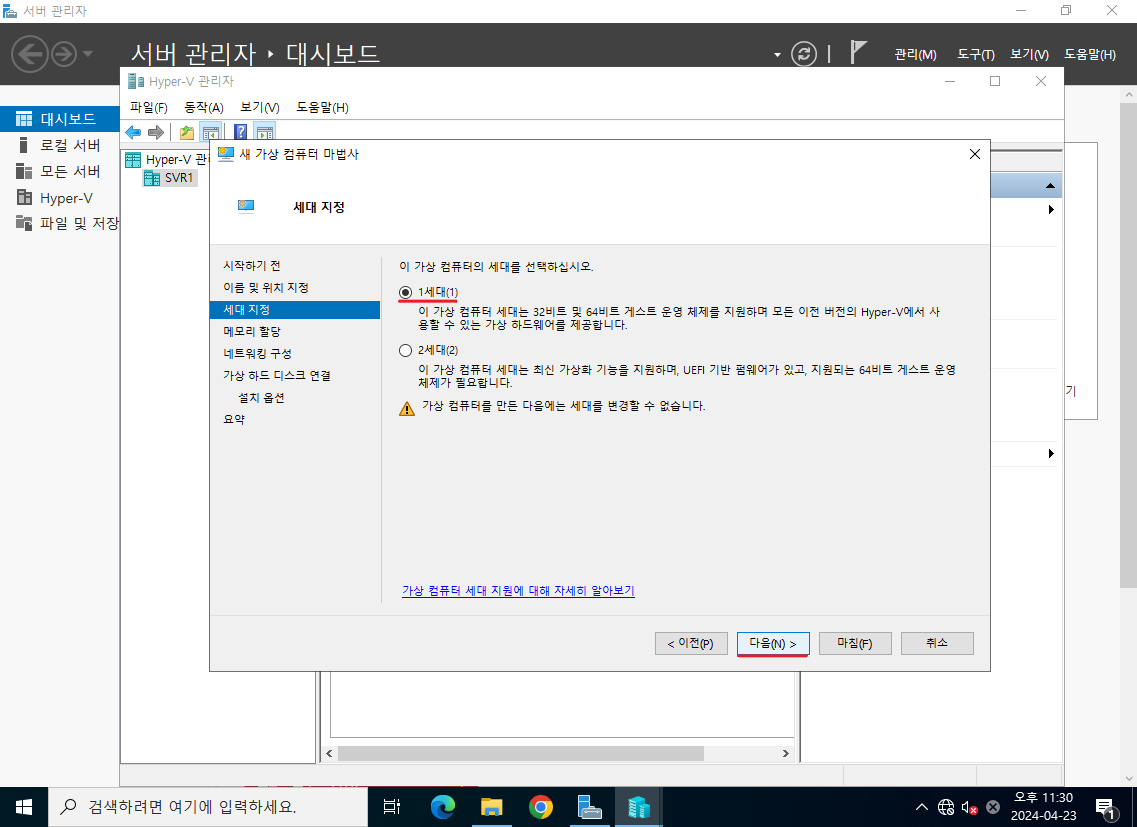 서버 관리자
서버 관리자 ‣ 대시보드
관리(M) 도구(T) 보기(V) 도움말(H)
대시보드
로컬 서버
모든 서버
Hyper-V
파일 및 저장
Hyper-V 관리자
파일(F) 동작(A) 보기(V) 도움말(H)
Hyper-V 관
SVR1
새 가상 컴퓨터 마법사
세대 지정
시작하기 전
이름 및 위치 지정
세대 지정
메모리 할당
네트워킹 구성
가상 하드 디스크 연결
설치 옵션
요약
이 가상 컴퓨터의 세대를 선택하십시오.
1세대(1)
이 가상 컴퓨터 세대는 32비트 및 64비트 게스트 운영 체제를 지원하며 모든 이전 버전의 Hyper-V에서 사
용할 수 있는 가상 하드웨어를 제공합니다.
2세대(2)
이 가상 컴퓨터 세대는 최신 가상화 기능을 지원하며, UEFI 기반 펌웨어가 있고, 지원되는 64비트 게스트 운영
체제가 필요합니다.
가상 컴퓨터를 만든 다음에는 세대를 변경할 수 없습니다.
가상 컴퓨터 세대 지원에 대해 자세히 알아보기
< 이전(P) 다음(N) > 마침(F) 취소
기
검색하려면 여기에 입력하세요.
오후 11:30
2024-04-23
1